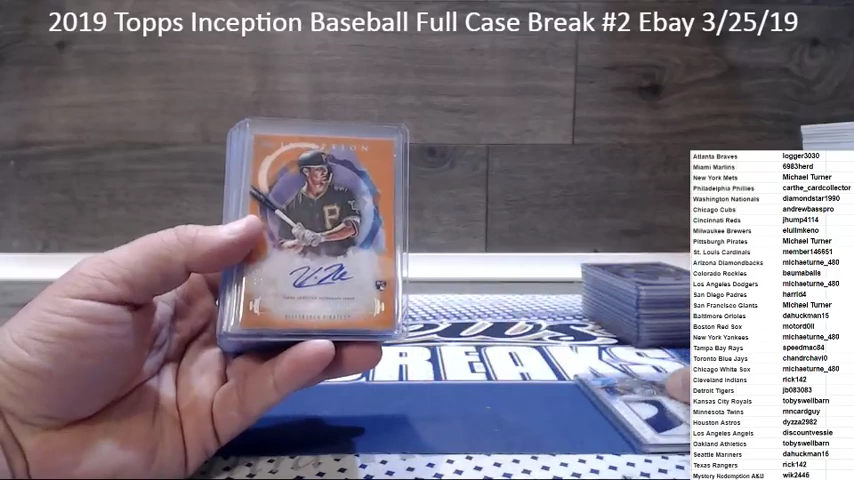 2019 Topps Inception Baseball Full Case Break #2 Ebay 3/25/19
P
PITTSBURGH PIRATES
BREAKS
Atlanta Braves logger3030
Miami Marlins 6983herd
New York Mets Michael Turner
Philadelphia Phillies carthe_cardcollector
Washington Nationals diamondstar1990
Chicago Cubs andrewbasspro
Cincinnati Reds jhump4114
Milwaukee Brewers elulimkeno
Pittsburgh Pirates Michael Turner
St. Louis Cardinals member146651
Arizona Diamondbacks michaeturne_480
Colorado Rockies baumaballs
Los Angeles Dodgers michaeturne_480
San Diego Padres harrid4
San Francisco Giants Michael Turner
Baltimore Orioles dahuckman15
Boston Red Sox motord0il
New York Yankees michaeturne_480
Tampa Bay Rays speedmac84
Toronto Blue Jays chandrchavi0
Chicago White Sox michaeturne_480
Cleveland Indians rick142
Detroit Tigers jb083083
Kansas City Royals tobyswellbarn
Minnesota Twins mncardguy
Houston Astros dyzza2982
Los Angeles Angels discountvessie
Oakland Athletics tobyswellbarn
Seattle Mariners dahuckman15
Texas Rangers rick142
Mystery Redemption A&B wik2446